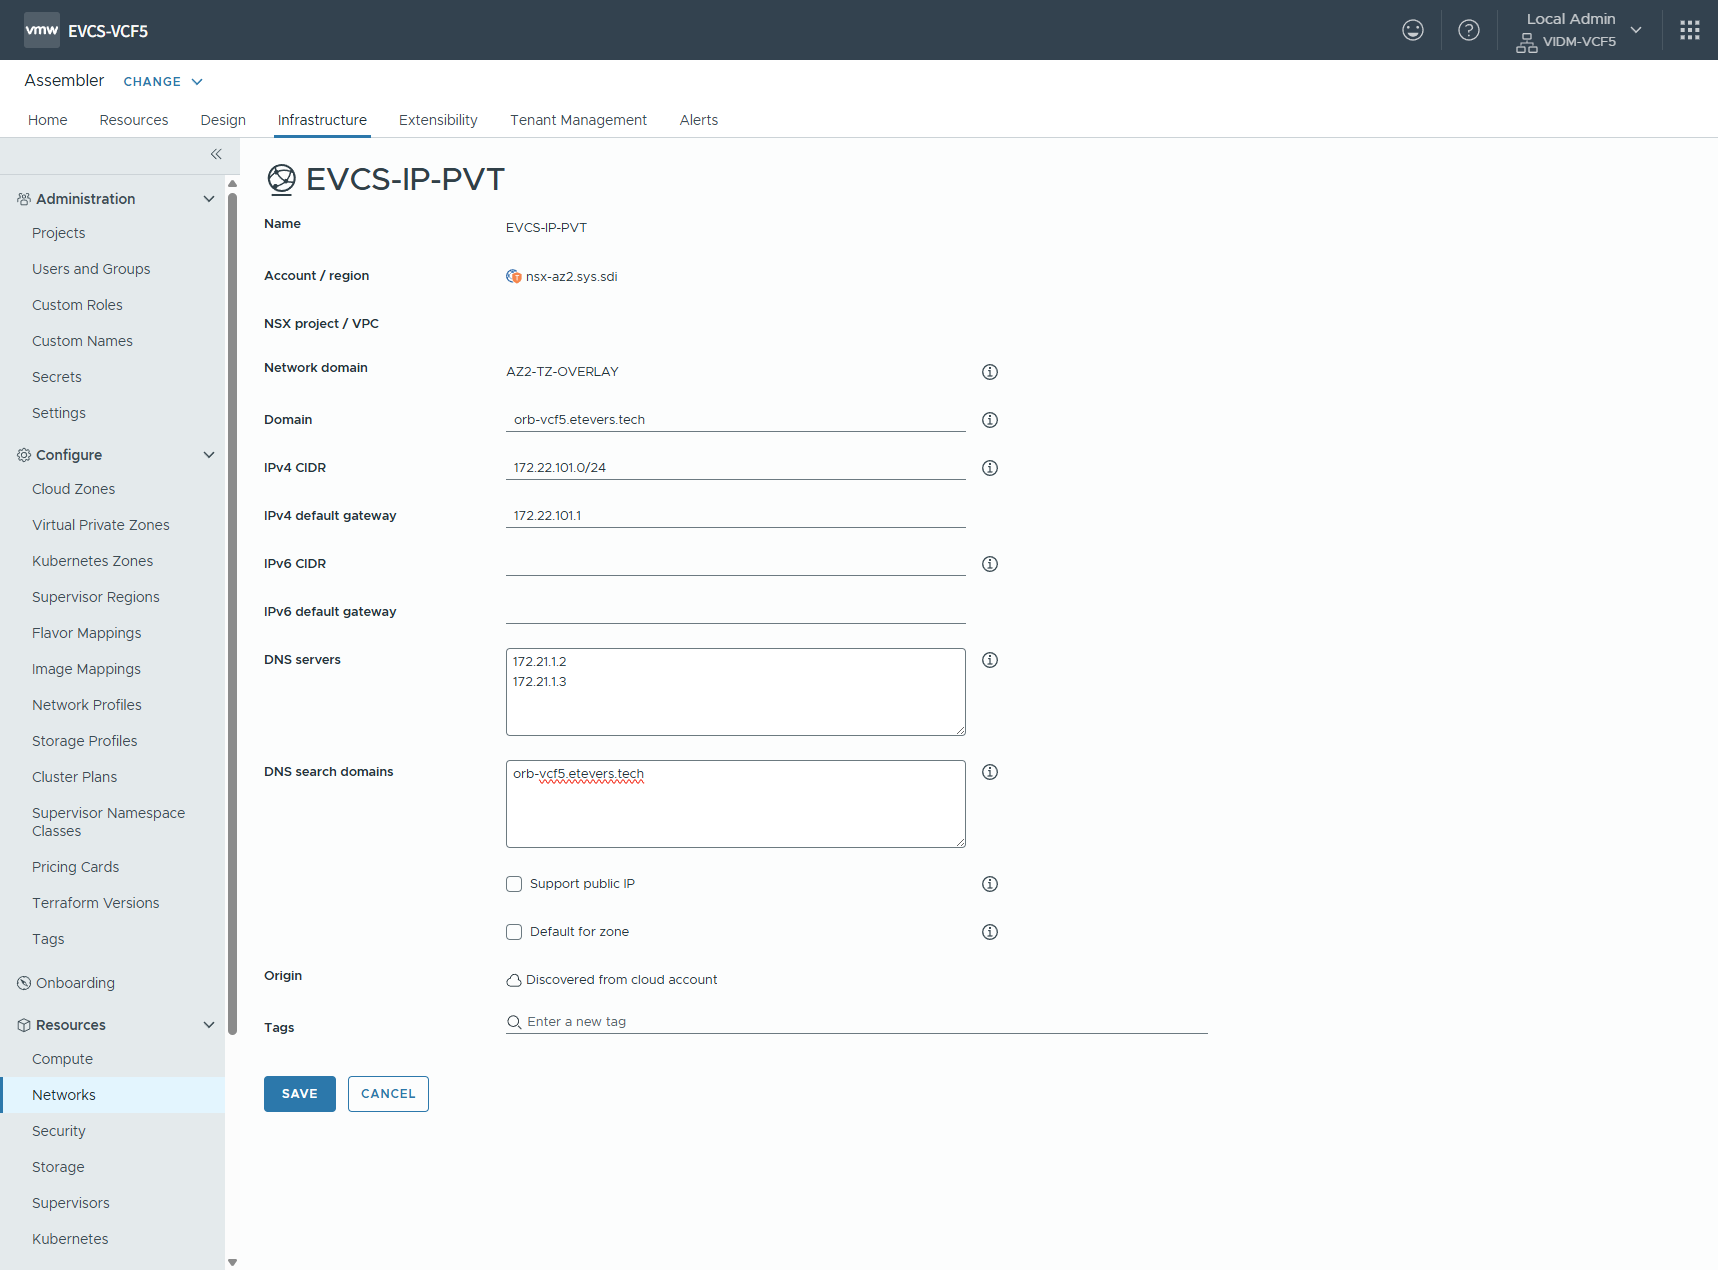 vmw EVCS-VCF5
Local Admin
VIDM-VCF5
Assembler CHANGE
Home Resources Design Infrastructure Extensibility Tenant Management Alerts
Administration
Projects
Users and Groups
Custom Roles
Custom Names
Secrets
Settings
Configure
Cloud Zones
Virtual Private Zones
Kubernetes Zones
Supervisor Regions
Flavor Mappings
Image Mappings
Network Profiles
Storage Profiles
Cluster Plans
Supervisor Namespace
Classes
Pricing Cards
Terraform Versions
Tags
Onboarding
Resources
Compute
Networks
Security
Storage
Supervisors
Kubernetes
EVCS-IP-PVT
Name EVCS-IP-PVT
Account / region nsx-az2.sys.sdi
NSX project / VPC
Network domain AZ2-TZ-OVERLAY
Domain orb-vcf5.etevers.tech
IPv4 CIDR 172.22.101.0/24
IPv4 default gateway 172.22.101.1
IPv6 CIDR
IPv6 default gateway
DNS servers 172.21.1.2
172.21.1.3
DNS search domains orb-vcf5.etevers.tech
Support public IP
Default for zone
Origin Discovered from cloud account
Tags Enter a new tag
SAVE CANCEL